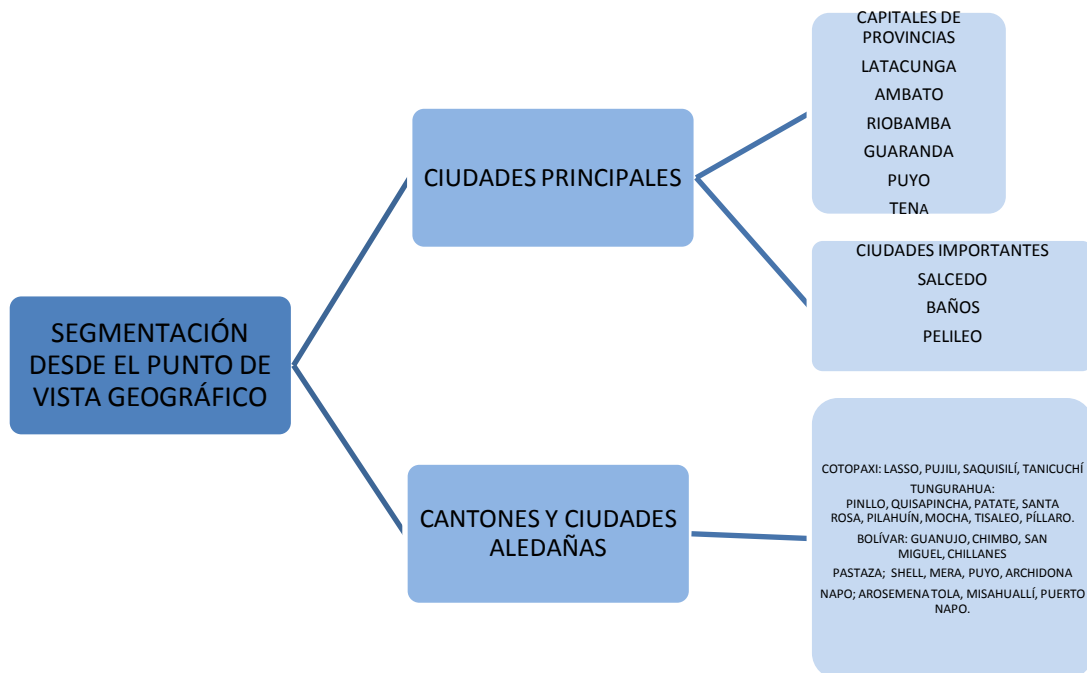 SEGMENTACIÓN
DESDE EL PUNTO DE
VISTA GEOGRÁFICO
CIUDADES PRINCIPALES
CAPITALES DE
PROVINCIAS
LATACUNGA
AMBATO
RIOBAMBA
GUARANDA
PUYO
TENA
CIUDADES IMPORTANTES
SALCEDO
BAÑOS
PELILEO
CANTONES Y CIUDADES
ALEDAÑAS
COTOPAXI: LASSO, PUJILI, SAQUISILÍ, TANICUCHÍ
TUNGURAHUA:
PINLLO, QUISAPINCHA, PATATE, SANTA
ROSA, PILAHUÍN, MOCHA, TISALEO, PÍLLARO.
BOLÍVAR: GUANUJO, CHIMBO, SAN
MIGUEL, CHILLANES
PASTAZA; SHELL, MERA, PUYO, ARCHIDONA
NAPO; AROSEMENA TOLA, MISAHUALLÍ, PUERTO
NAPO.